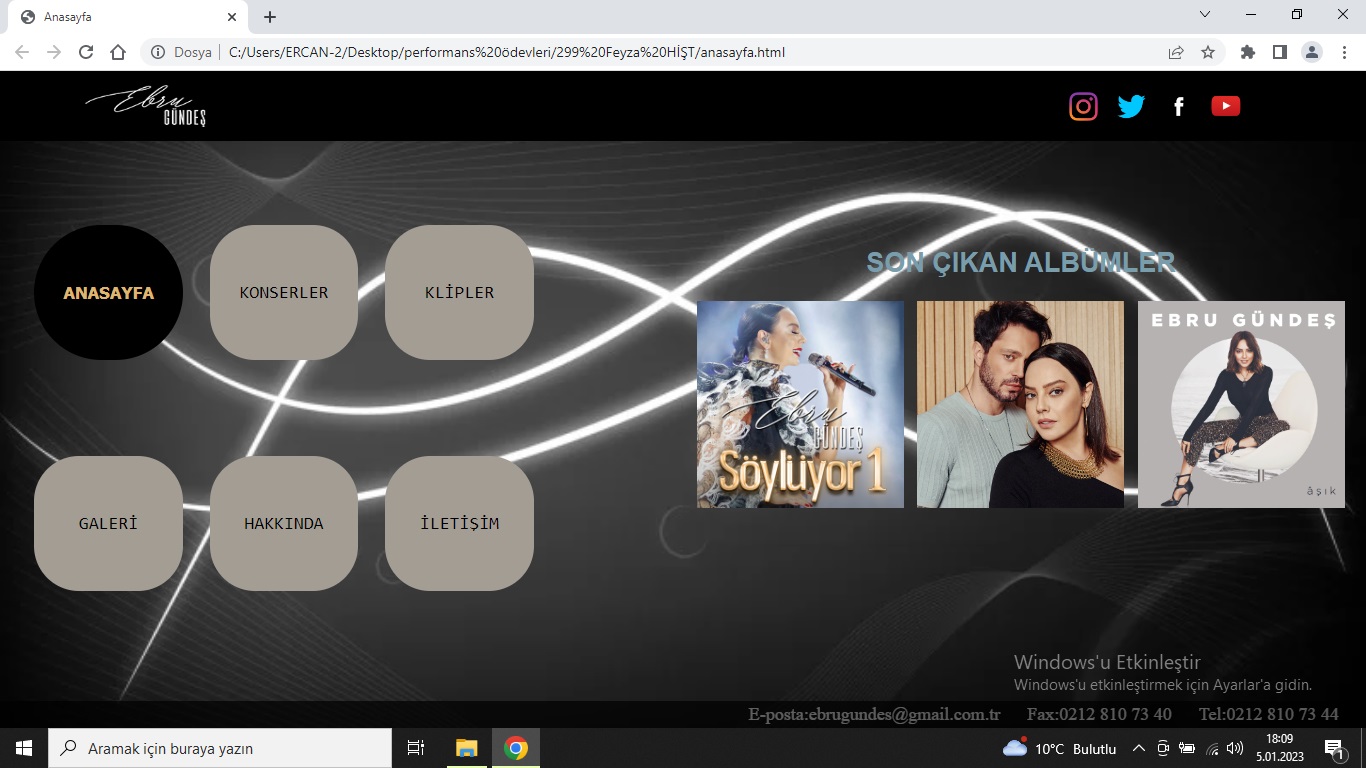 Anasayfa
Dosya
C:/Users/ERCAN-2/Desktop/performans%20ödevleri/299%20Feyza%20HİŞT/anasayfa.html
Ebru
GÜNDEŞ
SON ÇIKAN ALBÜMLER
ANASAYFA
KONSERLER
KLİPLER
Ebru
GÜNDEŞ
Söylüyor 1
EBRU GÜNDEŞ
âşık
GALERİ
HAKKINDA
İLETİŞİM
Windows'u Etkinleştir
Windows'u etkinleştirmek için Ayarlar'a gidin.
E-posta:ebrugundes@gmail.com.tr Fax:0212 810 73 40 Tel:0212 810 73 44
Aramak için buraya yazın
10°C Bulutlu
18:09
5.01.2023
1